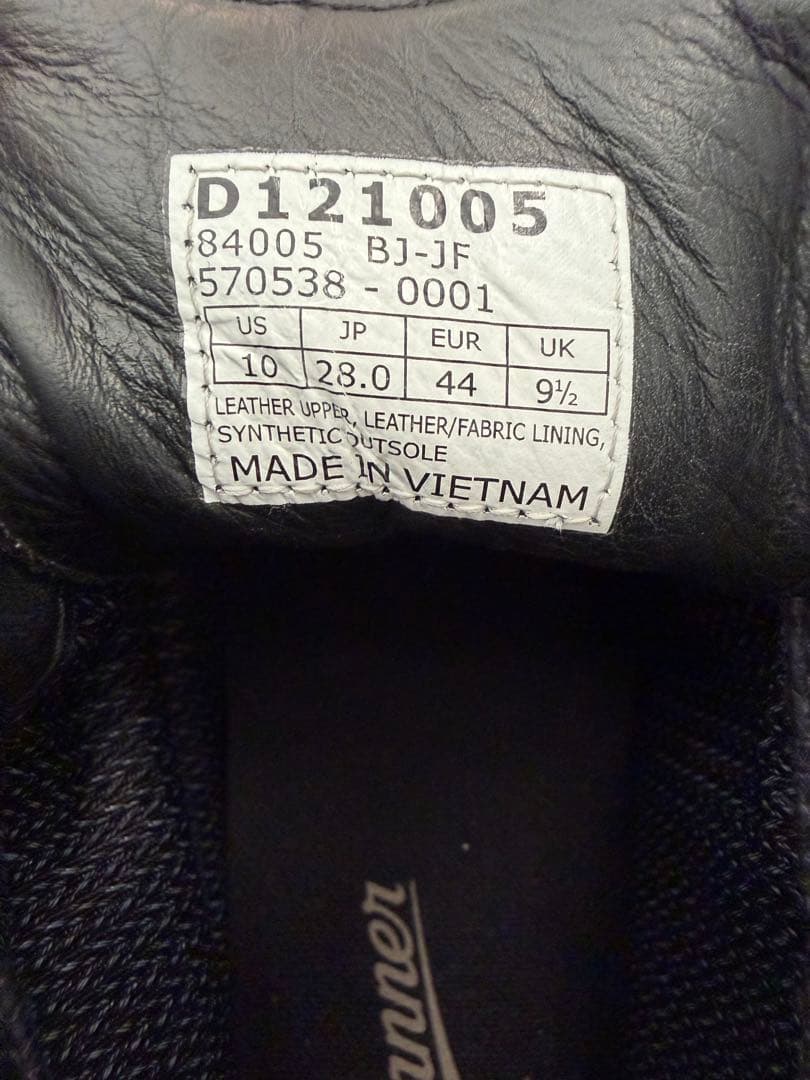 D121005
84005 BJ-JF
570538 - 0001
US JP EUR UK
10 28.0 44 9½
LEATHER UPPER, LEATHER/FABRIC LINING,
SYNTHETIC OUTSOLE
MADE IN VIETNAM
anner